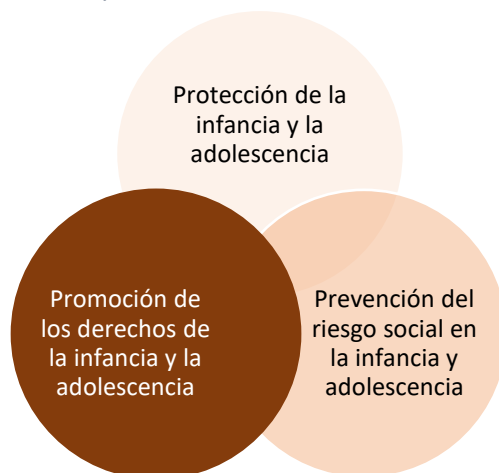 Protección de la
infancia y la
adolescencia
Promoción de
los derechos de
la infancia y la
adolescencia
Prevención del
riesgo social en
la infancia y
adolescencia